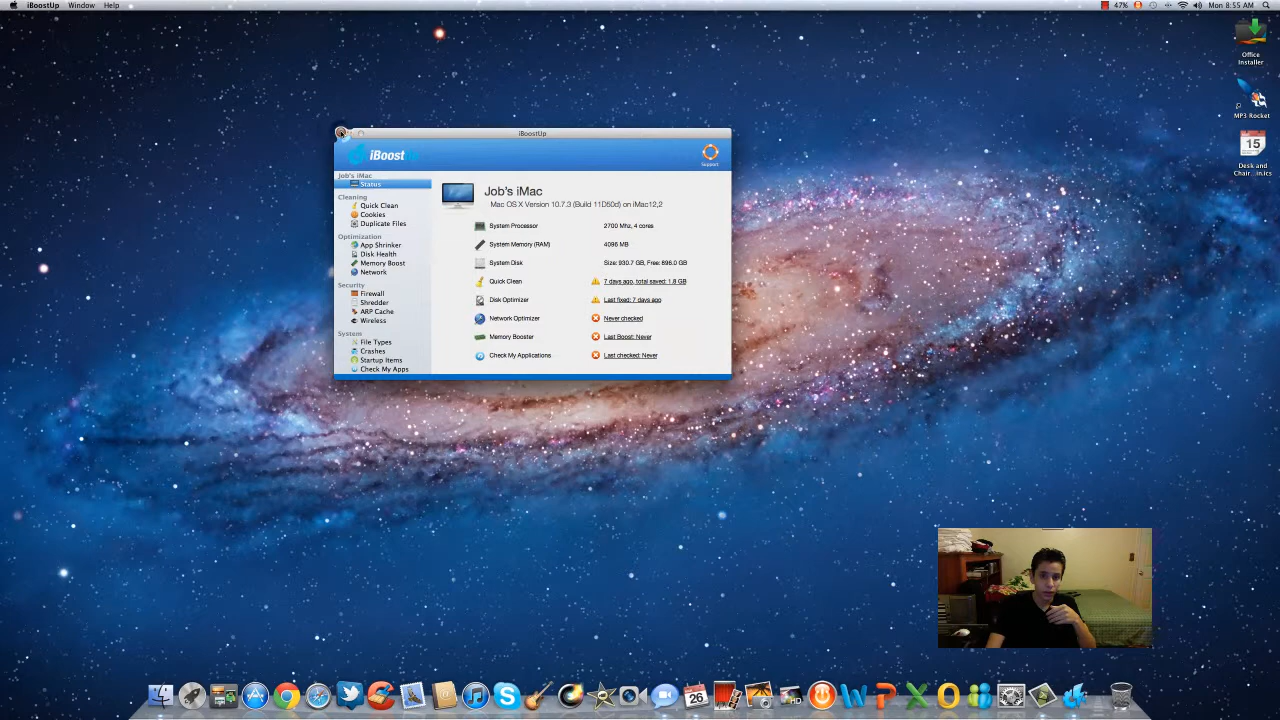 iBoostUp Window Help
47% Mon 8:55 AM
Office
Installer
MP3 Rocket
15
Desk and
Chair...in.ics
iBoostUp
iBoostUp
Support
Job's iMac
Status
Cleaning
Quick Clean
Cookies
Duplicate Files
Optimization
App Shrinker
Disk Health
Memory Boost
Network
Security
Firewall
Shredder
ARP Cache
Wireless
System
File Types
Crashes
Startup Items
Check My Apps
Job's iMac
Mac OS X Version 10.7.3 (Build 11D50d) on iMac12,2
System Processor 2700 Mhz, 4 cores
System Memory (RAM) 4096 MB
System Disk Size: 930.7 GB, Free: 896.0 GB
Quick Clean 7 days ago, total saved: 1.8 GB
Disk Optimizer Last fixed: 7 days ago
Network Optimizer Never checked
Memory Booster Last Boost: Never
Check My Applications Last checked: Never
26
HD